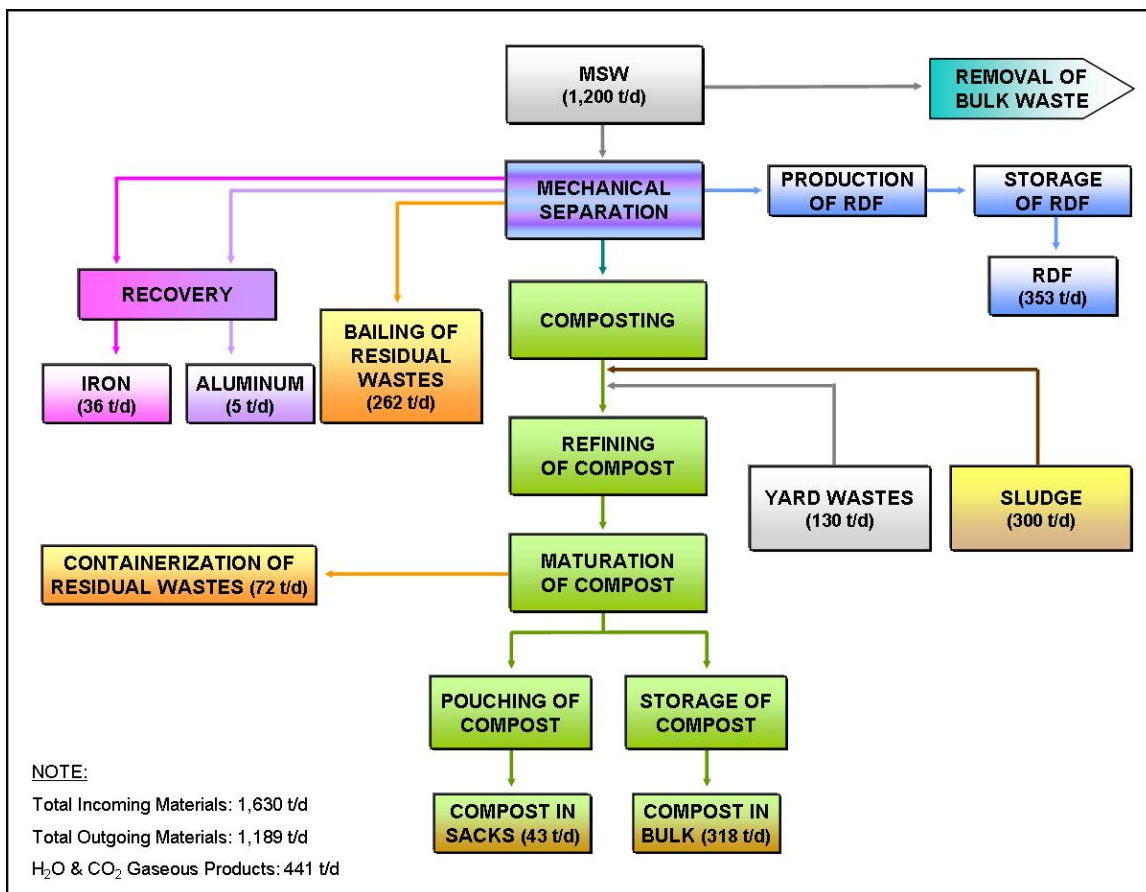 MSW
(1,200 t/d)
REMOVAL OF
BULK WASTE
MECHANICAL
SEPARATION
PRODUCTION
OF RDF
STORAGE
OF RDF
RDF
(353 t/d)
RECOVERY
IRON
(36 t/d)
ALUMINUM
(5 t/d)
BAILING OF
RESIDUAL
WASTES
(262 t/d)
COMPOSTING
REFINING
OF COMPOST
YARD WASTES
(130 t/d)
SLUDGE
(300 t/d)
CONTAINERIZATION OF
RESIDUAL WASTES (72 t/d)
MATURATION
OF COMPOST
POUCHING OF
COMPOST
STORAGE OF
COMPOST
COMPOST IN
SACKS (43 t/d)
COMPOST IN
BULK (318 t/d)
NOTE:
Total Incoming Materials: 1,630 t/d
Total Outgoing Materials: 1,189 t/d
H₂O & CO₂ Gaseous Products: 441 t/d